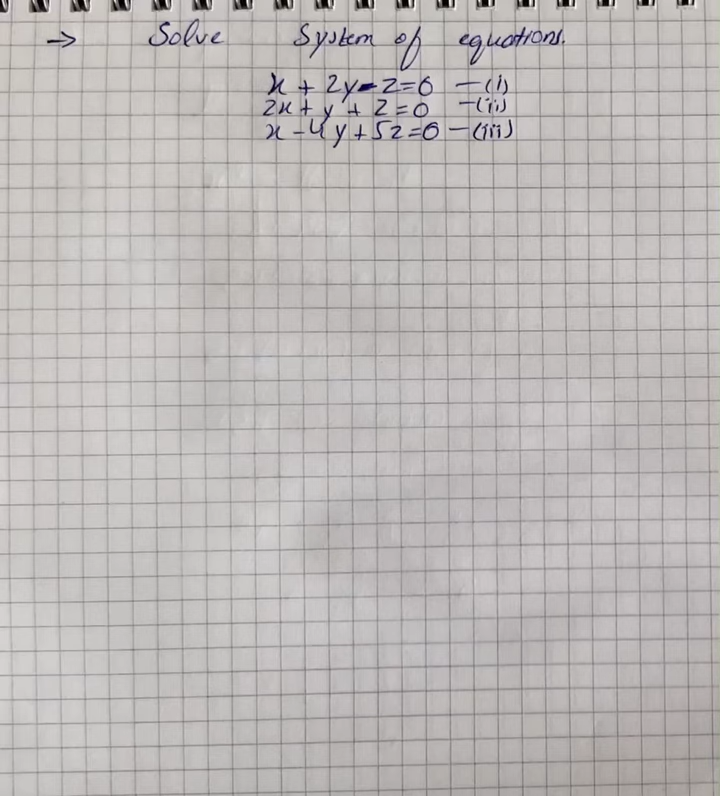 → Solve System of equations.
x + 2y - z = 0 - (i)
2x + y + z = 0 - (ii)
x - 4y + 5z = 0 - (iii)